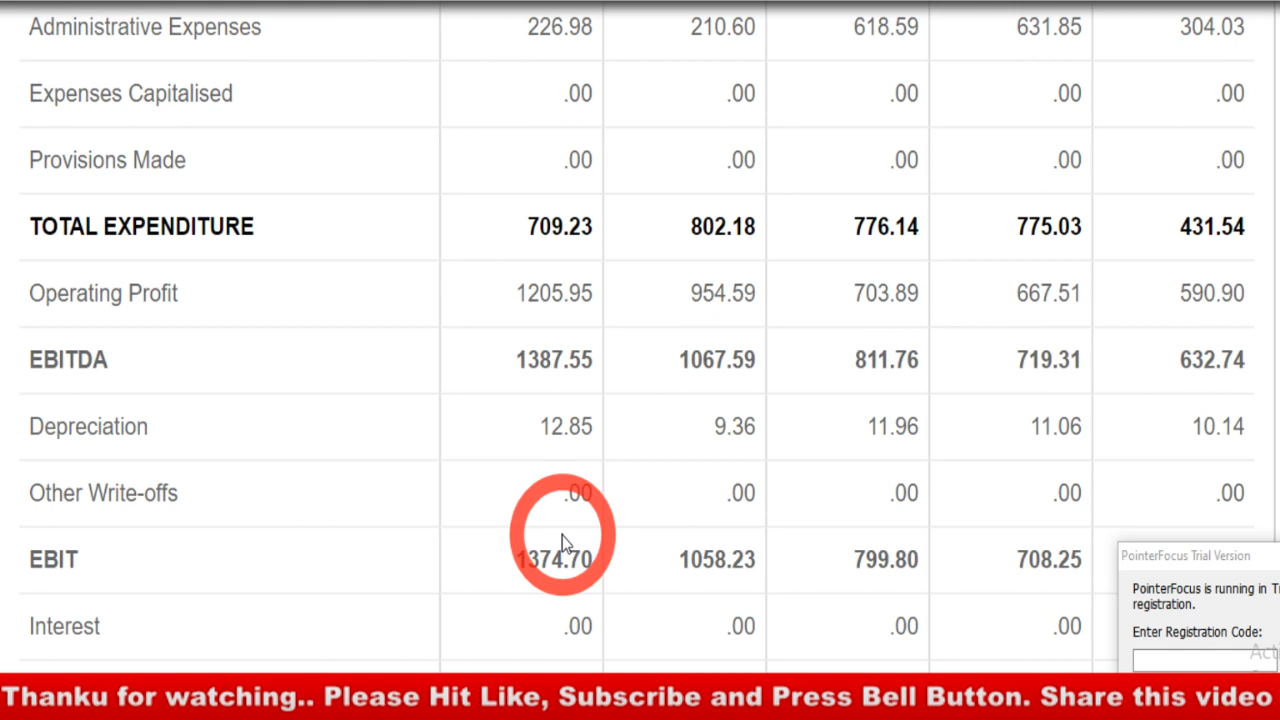 Administrative Expenses 226.98 210.60 618.59 631.85 304.03
Expenses Capitalised .00 .00 .00 .00 .00
Provisions Made .00 .00 .00 .00 .00
TOTAL EXPENDITURE 709.23 802.18 776.14 775.03 431.54
Operating Profit 1205.95 954.59 703.89 667.51 590.90
EBITDA 1387.55 1067.59 811.76 719.31 632.74
Depreciation 12.85 9.36 11.96 11.06 10.14
Other Write-offs .00 .00 .00 .00 .00
EBIT 1374.70 1058.23 799.80 708.25
Interest .00 .00 .00 .00
PointerFocus Trial Version
PointerFocus is running in
registration.
Enter Registration Code:
Thanku for watching.. Please Hit Like, Subscribe and Press Bell Button. Share this video